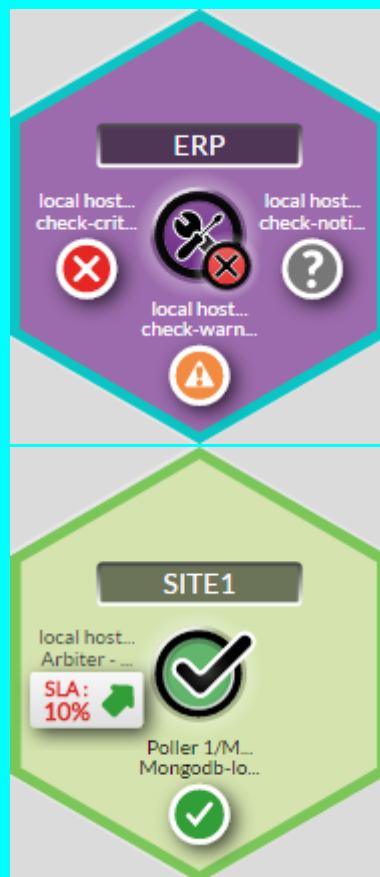 ERP
local host...
check-crit...
local host...
check-noti...
local host...
check-warn...
SITE1
local host...
Arbiter - ...
SLA :
10%
Poller 1/M...
Mongodb-lo...